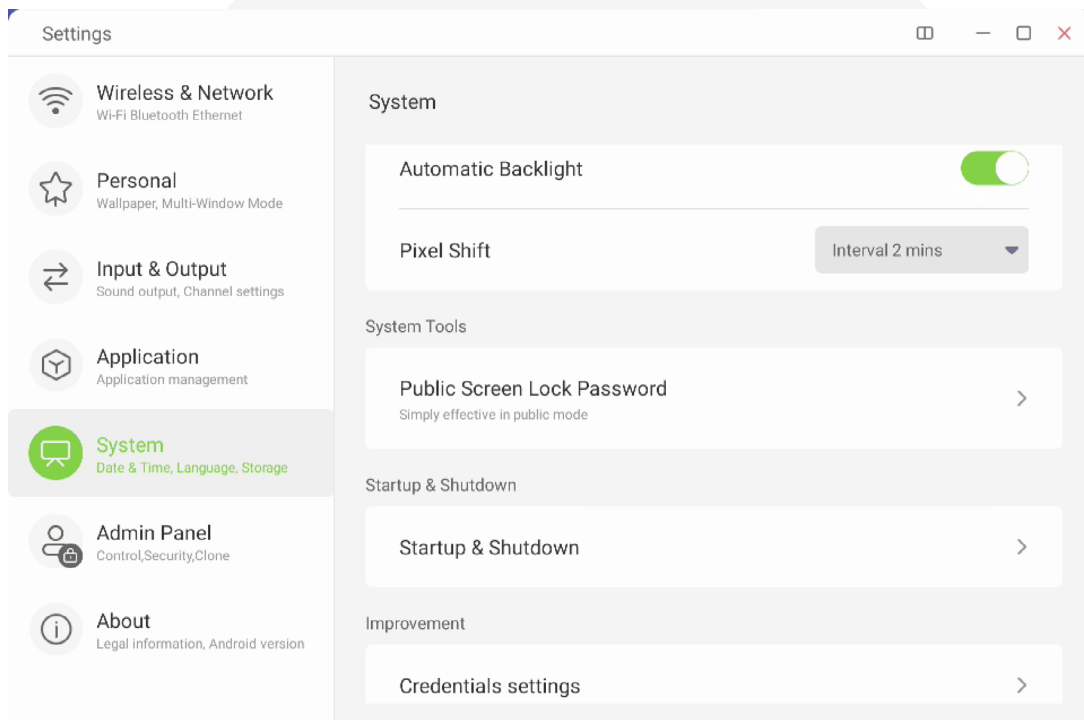 Settings
Wireless & Network
Wi-Fi Bluetooth Ethernet
Personal
Wallpaper, Multi-Window Mode
Input & Output
Sound output, Channel settings
Application
Application management
System
Date & Time, Language, Storage
Admin Panel
Control,Security,Clone
About
Legal information, Android version
System
Automatic Backlight
Pixel Shift
Interval 2 mins
System Tools
Public Screen Lock Password
Simply effective in public mode
Startup & Shutdown
Startup & Shutdown
Improvement
Credentials settings